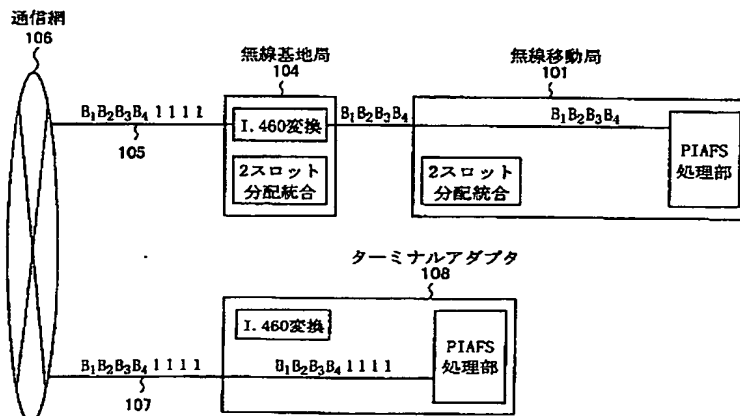 通信網
106
無線基地局
104
無線移動局
101
B₁B₂B₃B₄ 1 1 1 1
105
I. 460変換
2スロット
分配統合
B₁B₂B₃B₄
B₁B₂B₃B₄
2スロット
分配統合
PIAFS
処理部
ターミナルアダプタ
108
B₁B₂B₃B₄ 1 1 1 1
107
I. 460変換
B₁B₂B₃B₄ 1 1 1 1
PIAFS
処理部